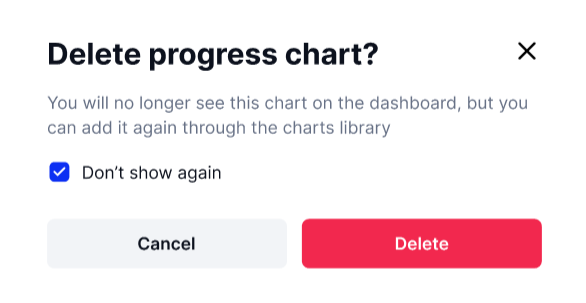 Delete progress chart?
You will no longer see this chart on the dashboard, but you
can add it again through the charts library
Don’t show again
Cancel
Delete